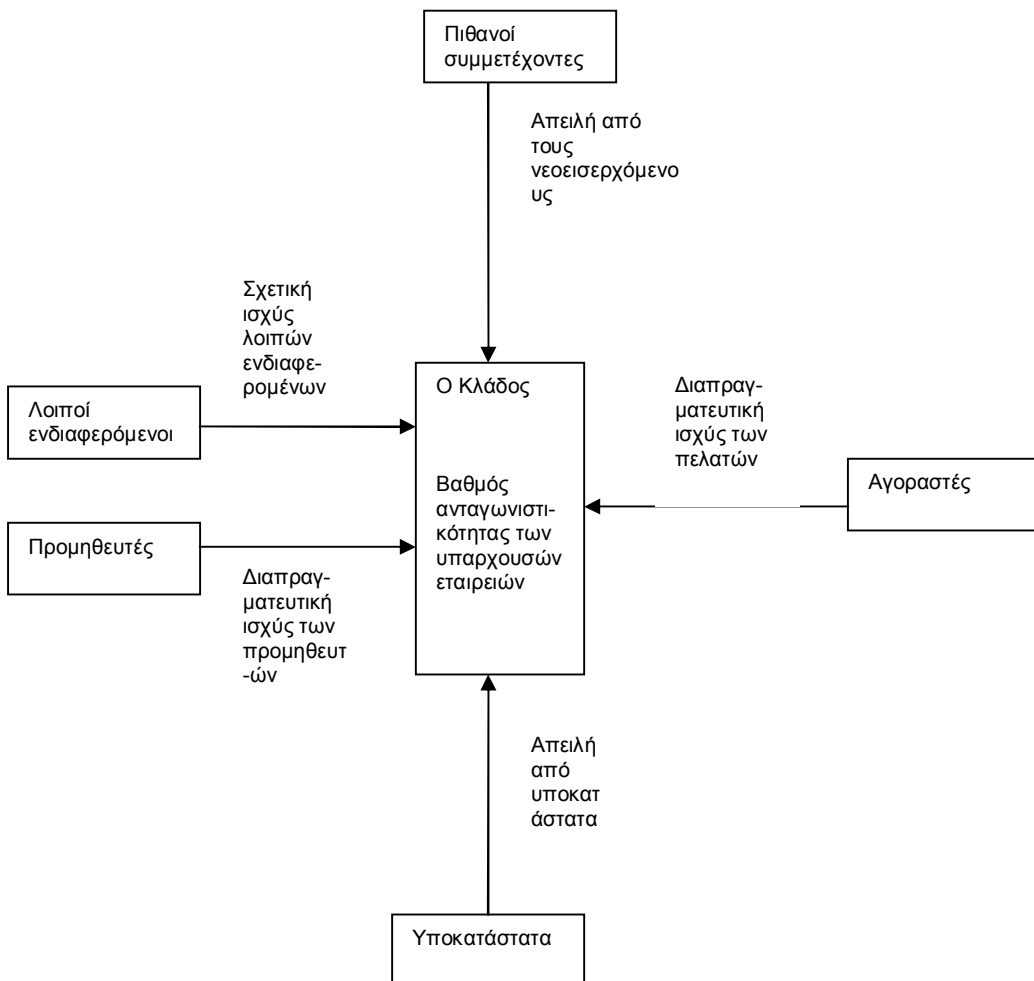 Πιθανοί
συμμετέχοντες
Απειλή από
τους
νεοεισερχόμενο
υς
Σχετική
ισχύς
λοιπών
ενδιαφε-
ρομένων
Λοιποί
ενδιαφερόμενοι
Ο Κλάδος
Βαθμός
ανταγωνιστι-
κότητας των
υπαρχουσών
εταιρειών
Διαπραγ-
ματευτική
ισχύς των
πελατών
Αγοραστές
Προμηθευτές
Διαπραγ-
ματευτική
ισχύς των
προμηθευτ
-ών
Απειλή
από
υποκατ
άστατα
Υποκατάστατα